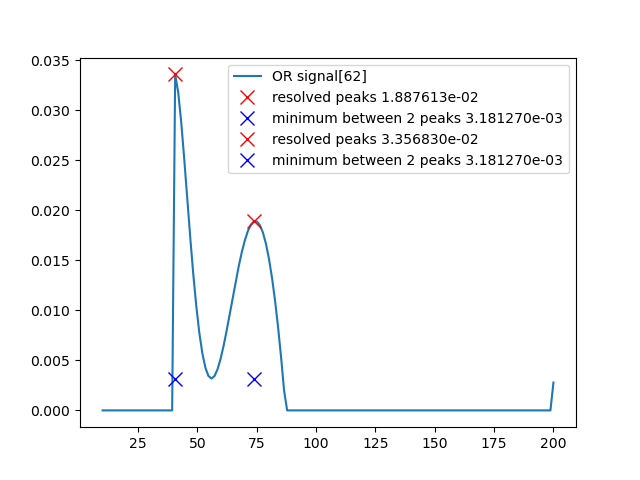 0.035
0.030
0.025
0.020
0.015
0.010
0.005
0.000
OR signal[62]
resolved peaks 1.887613e-02
minimum between 2 peaks 3.181270e-03
resolved peaks 3.356830e-02
minimum between 2 peaks 3.181270e-03
25 50 75 100 125 150 175 200